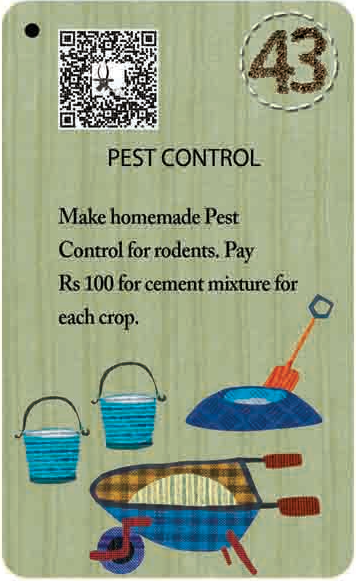 43
PEST CONTROL
Make homemade Pest
Control for rodents. Pay
Rs 100 for cement mixture for
each crop.